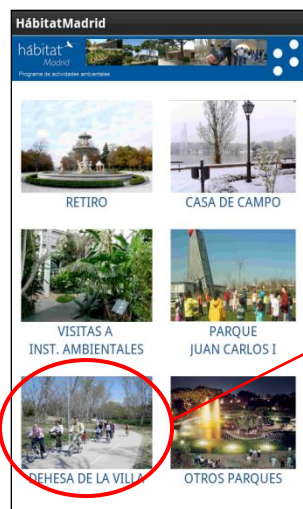 HábitatMadrid
hábitat
Madrid
Programa de actividades ambientales
RETIRO
CASA DE CAMPO
VISITAS A
INST. AMBIENTALES
PARQUE
JUAN CARLOS I
DEHESA DE LA VILLA
OTROS PARQUES